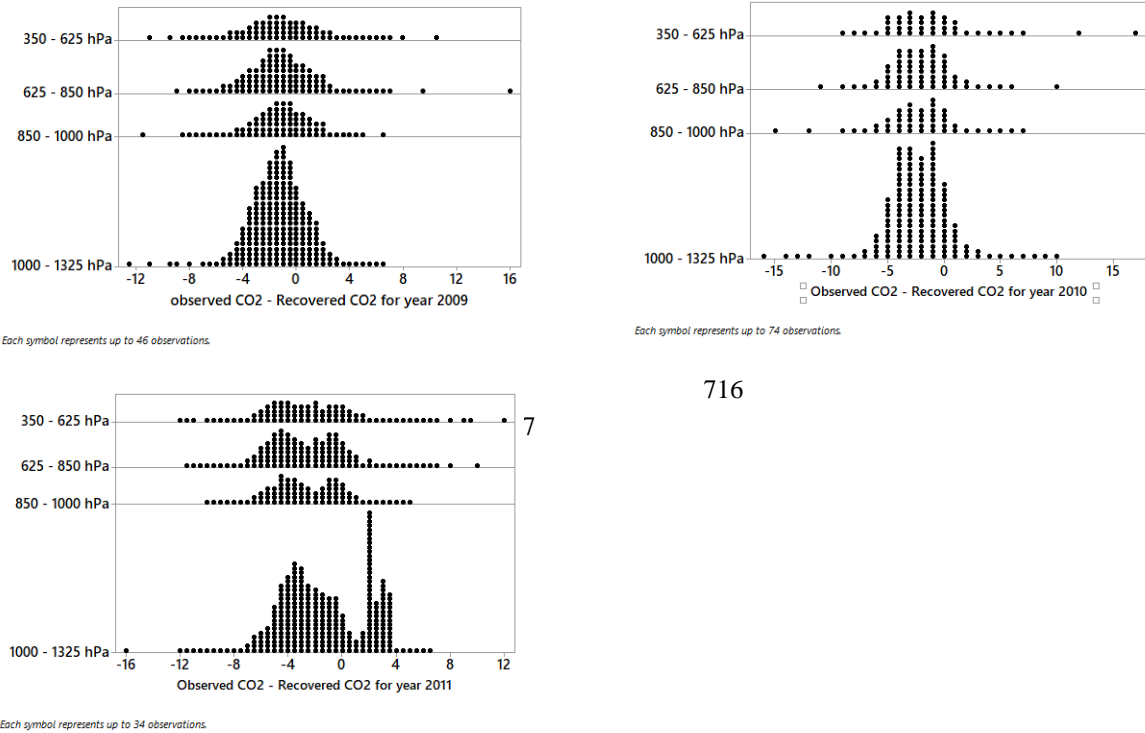 350 - 625 hPa
625 - 850 hPa
850 - 1000 hPa
1000 - 1325 hPa
-12 -8 -4 0 4 8 12 16
observed CO2 - Recovered CO2 for year 2009
Each symbol represents up to 46 observations.
350 - 625 hPa
625 - 850 hPa
850 - 1000 hPa
1000 - 1325 hPa
-15 -10 -5 0 5 10 15
Observed CO2 - Recovered CO2 for year 2010
Each symbol represents up to 74 observations.
716
350 - 625 hPa
7
625 - 850 hPa
850 - 1000 hPa
1000 - 1325 hPa
-16 -12 -8 -4 0 4 8 12
Observed CO2 - Recovered CO2 for year 2011
Each symbol represents up to 34 observations.